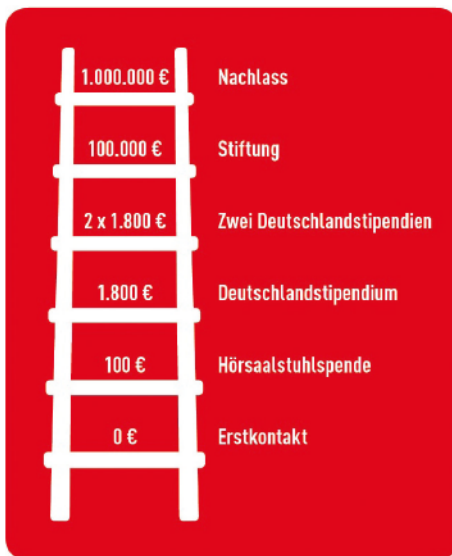 1.000.000 € Nachlass
100.000 € Stiftung
2 x 1.800 € Zwei Deutschlandstipendien
1.800 € Deutschlandstipendium
100 € Hörsaalstuhlspende
0 € Erstkontakt